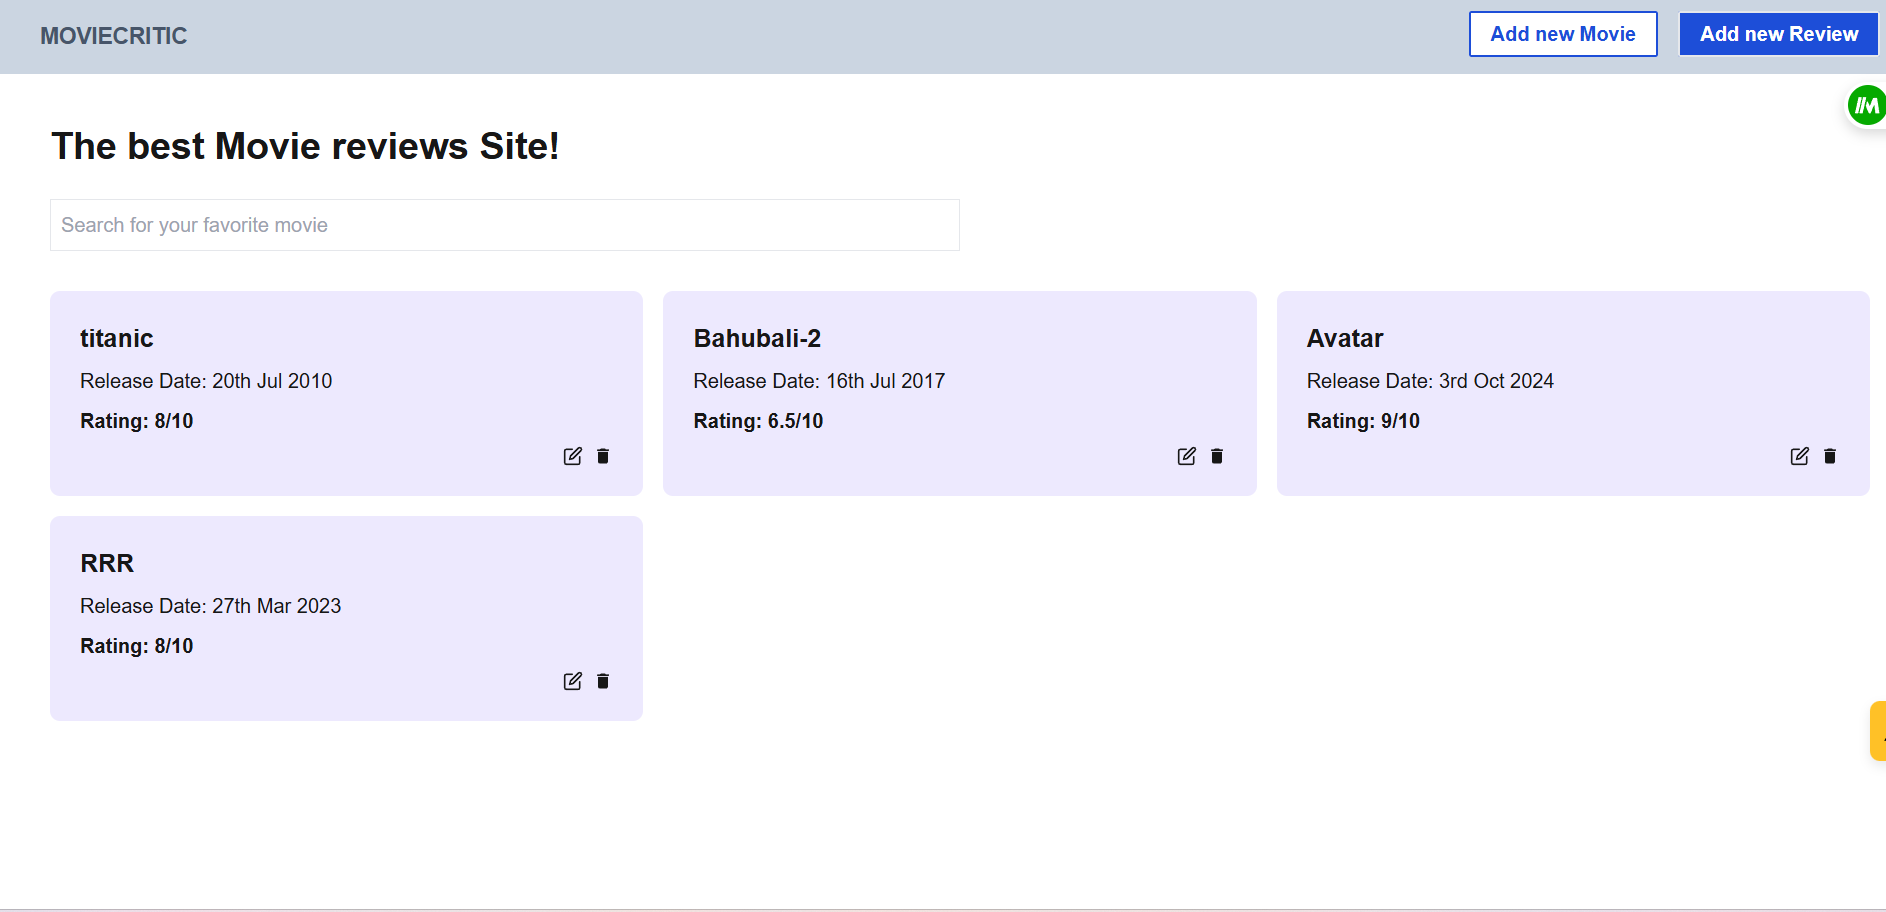 MOVIECRITIC
Add new Movie
Add new Review
The best Movie reviews Site!
Search for your favorite movie
titanic
Release Date: 20th Jul 2010
Rating: 8/10
Bahubali-2
Release Date: 16th Jul 2017
Rating: 6.5/10
Avatar
Release Date: 3rd Oct 2024
Rating: 9/10
RRR
Release Date: 27th Mar 2023
Rating: 8/10